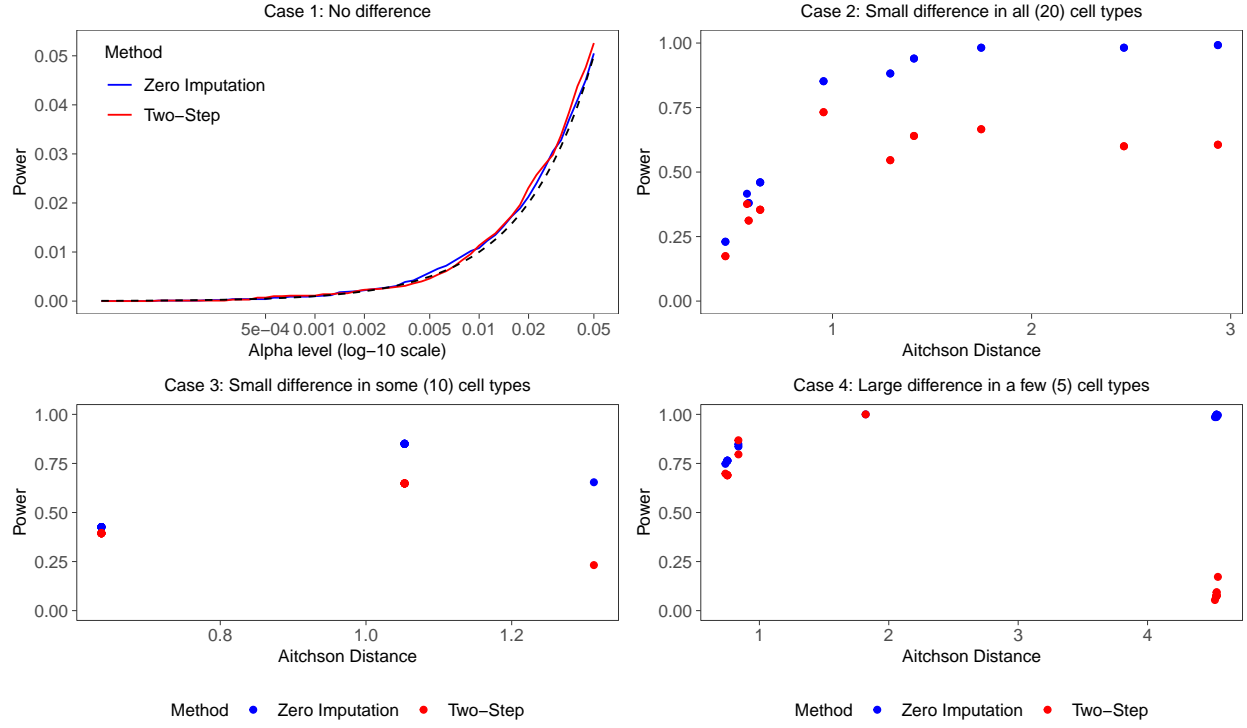 Case 1: No difference
Power
0.05
0.04
0.03
0.02
0.01
0.00
Method
Zero Imputation
Two−Step
5e−04 0.001 0.002 0.005 0.01 0.02 0.05
Alpha level (log−10 scale)
Case 2: Small difference in all (20) cell types
Power
1.00
0.75
0.50
0.25
0.00
1 2 3
Aitchson Distance
Case 3: Small difference in some (10) cell types
Power
1.00
0.75
0.50
0.25
0.00
0.8 1.0 1.2
Aitchson Distance
Method Zero Imputation Two−Step
Case 4: Large difference in a few (5) cell types
Power
1.00
0.75
0.50
0.25
0.00
1 2 3 4
Aitchson Distance
Method Zero Imputation Two−Step